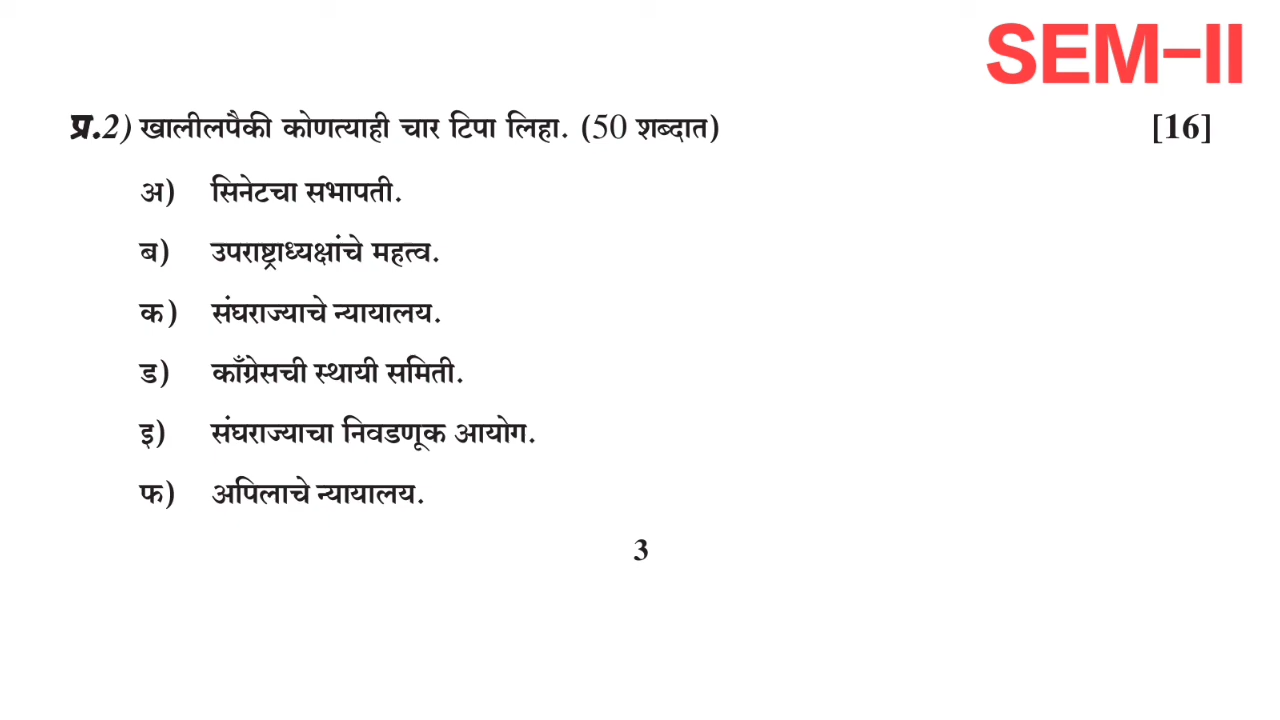 SEM-II
प्र.2) खालीलपैकी कोणत्याही चार टिपा लिहा. (50 शब्दात) [16]
अ) सिनेटचा सभापती.
ब) उपराष्ट्राध्यक्षांचे महत्व.
क) संघराज्याचे न्यायालय.
ड) काँग्रेसची स्थायी समिती.
इ) संघराज्याचा निवडणूक आयोग.
फ) अपिलाचे न्यायालय.
3